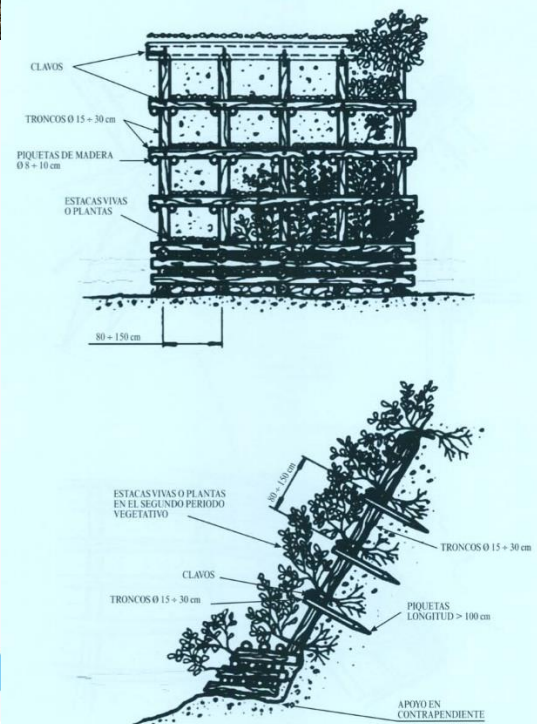 CLAVOS
TRONCOS Ø 15 ÷ 30 cm
PIQUETAS DE MADERA
Ø 8 ÷ 10 cm
ESTACAS VIVAS
O PLANTAS
80 ÷ 150 cm
80 ÷ 150 cm
ESTACAS VIVAS O PLANTAS
EN EL SEGUNDO PERIODO
VEGETATIVO
TRONCOS Ø 15 ÷ 30 cm
CLAVOS
TRONCOS Ø 15 ÷ 30 cm
PIQUETAS
LONGITUD > 100 cm
APOYO EN
CONTRAPENDIENTE